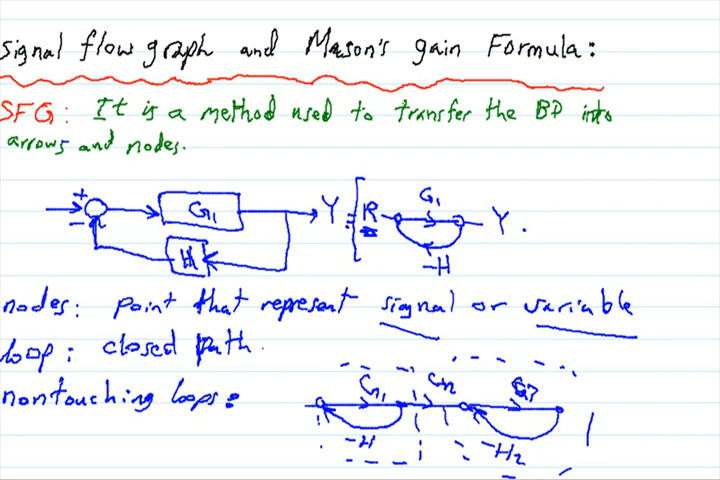 signal flow graph and Mason's gain Formula:
SFG: It is a method used to transfer the BD into
arrows and nodes.
+ G1 Y = R G1 Y.
- H -H
nodes: point that represent signal or variable
loop: closed path.
nontouching loops: G1 G2 G3
-H -H2